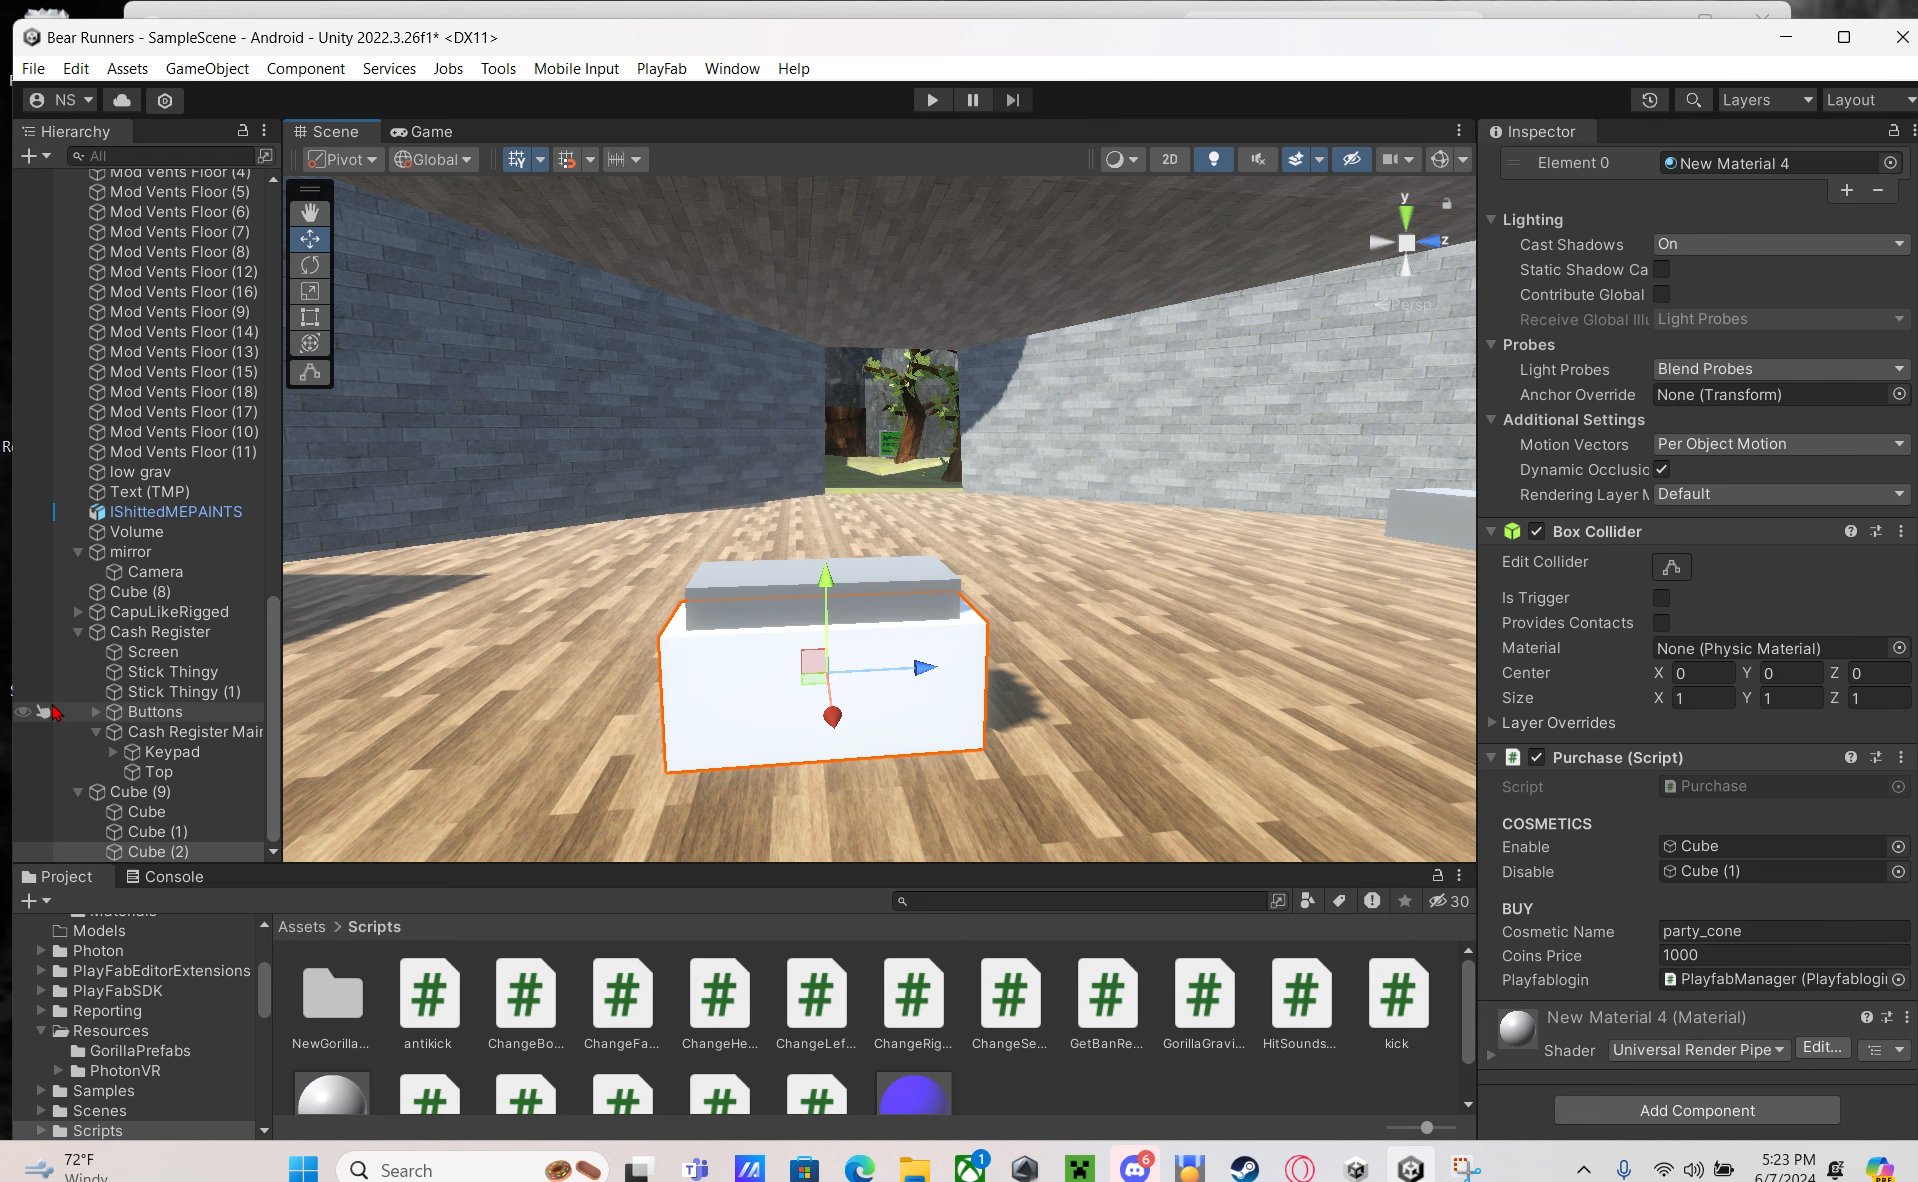 Bear Runners - SampleScene - Android - Unity 2022.3.26f1* <DX11>
File Edit Assets GameObject Component Services Jobs Tools Mobile Input PlayFab Window Help
NS Layers Layout
Hierarchy
All
Mod Vents Floor (4)
Mod Vents Floor (5)
Mod Vents Floor (6)
Mod Vents Floor (7)
Mod Vents Floor (8)
Mod Vents Floor (12)
Mod Vents Floor (16)
Mod Vents Floor (9)
Mod Vents Floor (14)
Mod Vents Floor (13)
Mod Vents Floor (15)
Mod Vents Floor (18)
Mod Vents Floor (17)
Mod Vents Floor (10)
Mod Vents Floor (11)
low grav
Text (TMP)
IShittedMEPAINTS
Volume
mirror
Camera
Cube (8)
CapuLikeRigged
Cash Register
Screen
Stick Thingy
Stick Thingy (1)
Buttons
Cash Register Mair
Keypad
Top
Cube (9)
Cube
Cube (1)
Cube (2)
Scene Game
Pivot Global 2D
y
z
Persp
Inspector
Element 0 New Material 4
Lighting
Cast Shadows On
Static Shadow Ca
Contribute Global
Receive Global Illu Light Probes
Probes
Light Probes Blend Probes
Anchor Override None (Transform)
Additional Settings
Motion Vectors Per Object Motion
Dynamic Occlusic
Rendering Layer M Default
Box Collider
Edit Collider
Is Trigger
Provides Contacts
Material None (Physic Material)
Center X 0 Y 0 Z 0
Size X 1 Y 1 Z 1
Layer Overrides
Purchase (Script)
Script Purchase
COSMETICS
Enable Cube
Disable Cube (1)
BUY
Cosmetic Name party_cone
Coins Price 1000
Playfablogin PlayfabManager (Playfablogi
New Material 4 (Material)
Shader Universal Render Pipe Edit...
Add Component
Project Console
30
Materials
Models
Photon
PlayFabEditorExtensions
PlayFabSDK
Reporting
Resources
GorillaPrefabs
PhotonVR
Samples
Scenes
Scripts
Assets > Scripts
NewGorilla... antikick ChangeBo... ChangeFa... ChangeHe... ChangeLef... ChangeRig... ChangeSe... GetBanRe... GorillaGravi... HitSounds... kick
72°F
Windy
Search
1
6
5:23 PM
6/7/2024
PRE